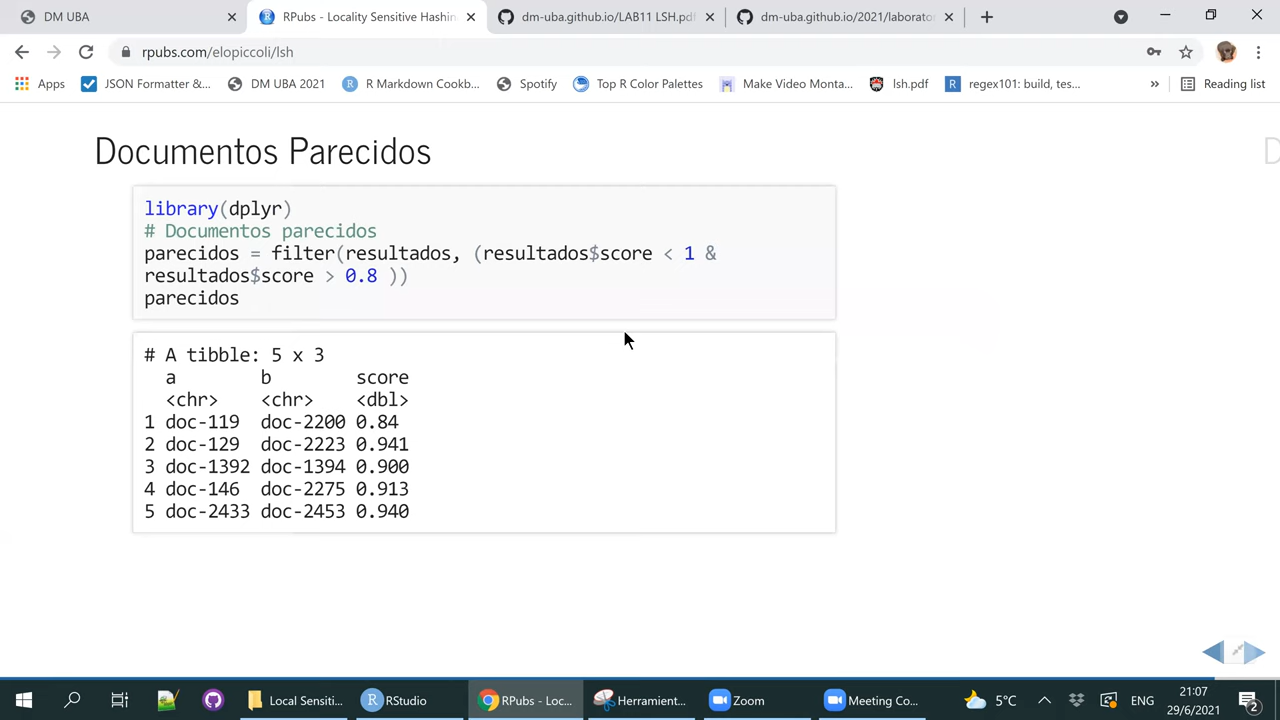 DM UBA
RPubs - Locality Sensitive Hashin
dm-uba.github.io/LAB11 LSH.pdf
dm-uba.github.io/2021/laborator
rpubs.com/elopiccoli/lsh
Apps
JSON Formatter &...
DM UBA 2021
R Markdown Cookb...
Spotify
Top R Color Palettes
Make Video Monta...
lsh.pdf
regex101: build, tes...
»
Reading list
Documentos Parecidos
D
library(dplyr)
# Documentos parecidos
parecidos = filter(resultados, (resultados$score < 1 &
resultados$score > 0.8 ))
parecidos
# A tibble: 5 x 3
a b score
<chr> <chr> <dbl>
1 doc-119 doc-2200 0.84
2 doc-129 doc-2223 0.941
3 doc-1392 doc-1394 0.900
4 doc-146 doc-2275 0.913
5 doc-2433 doc-2453 0.940
Local Sensiti...
RStudio
RPubs - Loc...
Herramient...
Zoom
Meeting Co...
5°C
ENG
21:07
29/6/2021
2